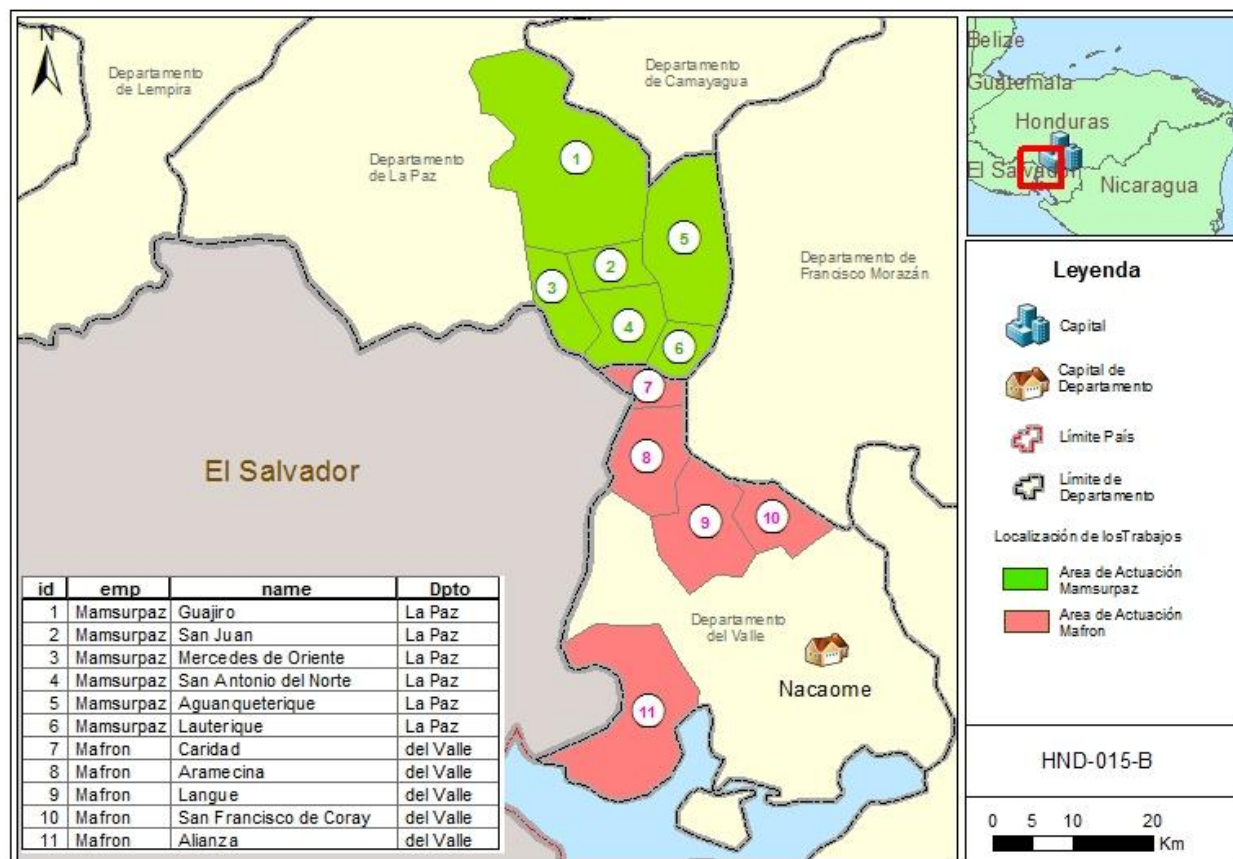 N
Departamento
de Lempira
Departamento
de Camayagua
Departamento
de La Paz
Departamento de
Francisco Morazán
El Salvador
Departamento
del Valle
Nacaome
1
2
3
4
5
6
7
8
9
10
11
id emp name Dpto
1 Mamsurpaz Guajiro La Paz
2 Mamsurpaz San Juan La Paz
3 Mamsurpaz Mercedes de Oriente La Paz
4 Mamsurpaz San Antonio del Norte La Paz
5 Mamsurpaz Aguanqueterique La Paz
6 Mamsurpaz Lauterique La Paz
7 Mafron Caridad del Valle
8 Mafron Aramecina del Valle
9 Mafron Langue del Valle
10 Mafron San Francisco de Coray del Valle
11 Mafron Alianza del Valle
Belize
Guatemala
Honduras
El Salvador
Nicaragua
Leyenda
Capital
Capital de
Departamento
Límite País
Límite de
Departamento
Localización de los Trabajos
Area de Actuación
Mamsurpaz
Area de Actuación
Mafron
HND-015-B
0 5 10 20
Km